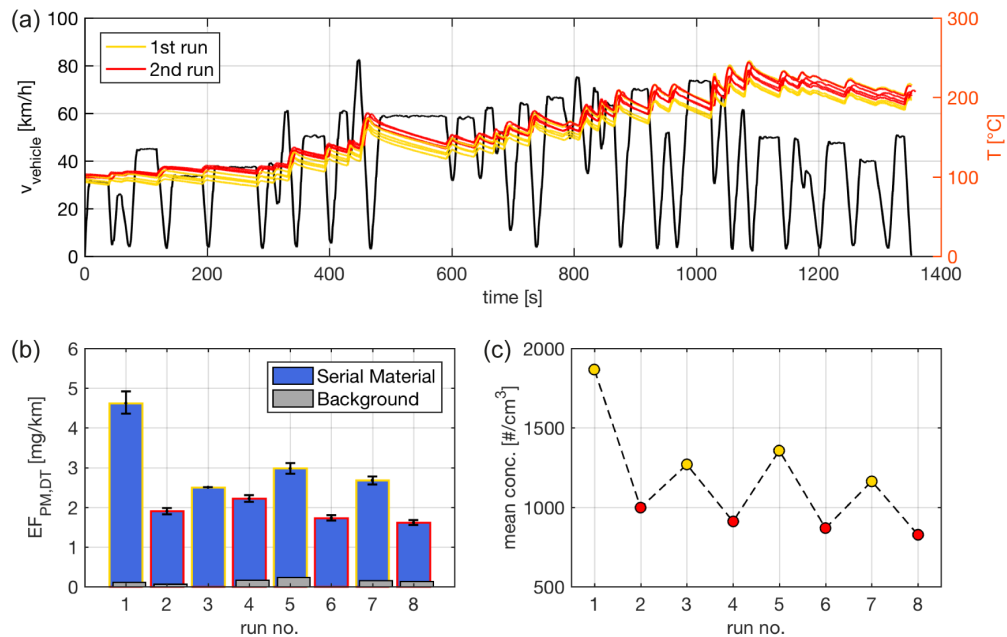 (a)
100
80
60
40
20
0
v_vehicle [km/h]
1st run
2nd run
300
200
100
0
T [°C]
0 200 400 600 800 1000 1200 1400
time [s]
(b)
6
5
4
3
2
1
0
EF_PM,DT [mg/km]
Serial Material
Background
1 2 3 4 5 6 7 8
run no.
(c)
2000
1500
1000
500
mean conc. [#/cm³]
1 2 3 4 5 6 7 8
run no.